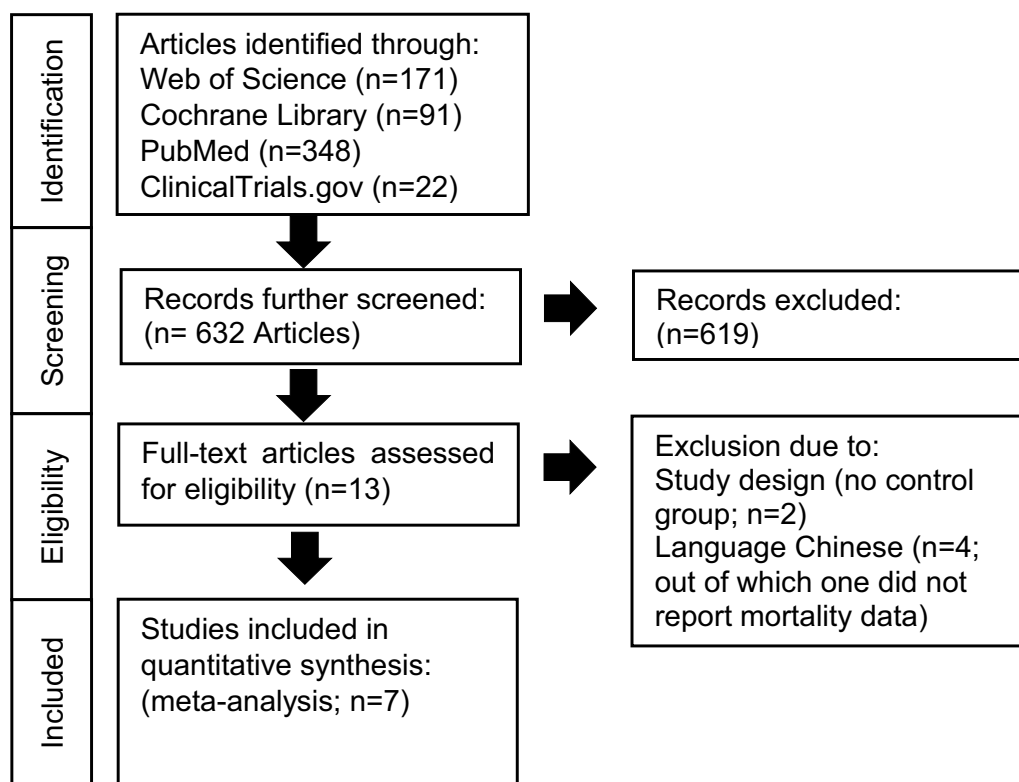 Identification
Articles identified through:
Web of Science (n=171)
Cochrane Library (n=91)
PubMed (n=348)
ClinicalTrials.gov (n=22)
Screening
Records further screened:
(n= 632 Articles)
Records excluded:
(n=619)
Eligibility
Full-text articles assessed
for eligibility (n=13)
Exclusion due to:
Study design (no control
group; n=2)
Language Chinese (n=4;
out of which one did not
report mortality data)
Included
Studies included in
quantitative synthesis:
(meta-analysis; n=7)